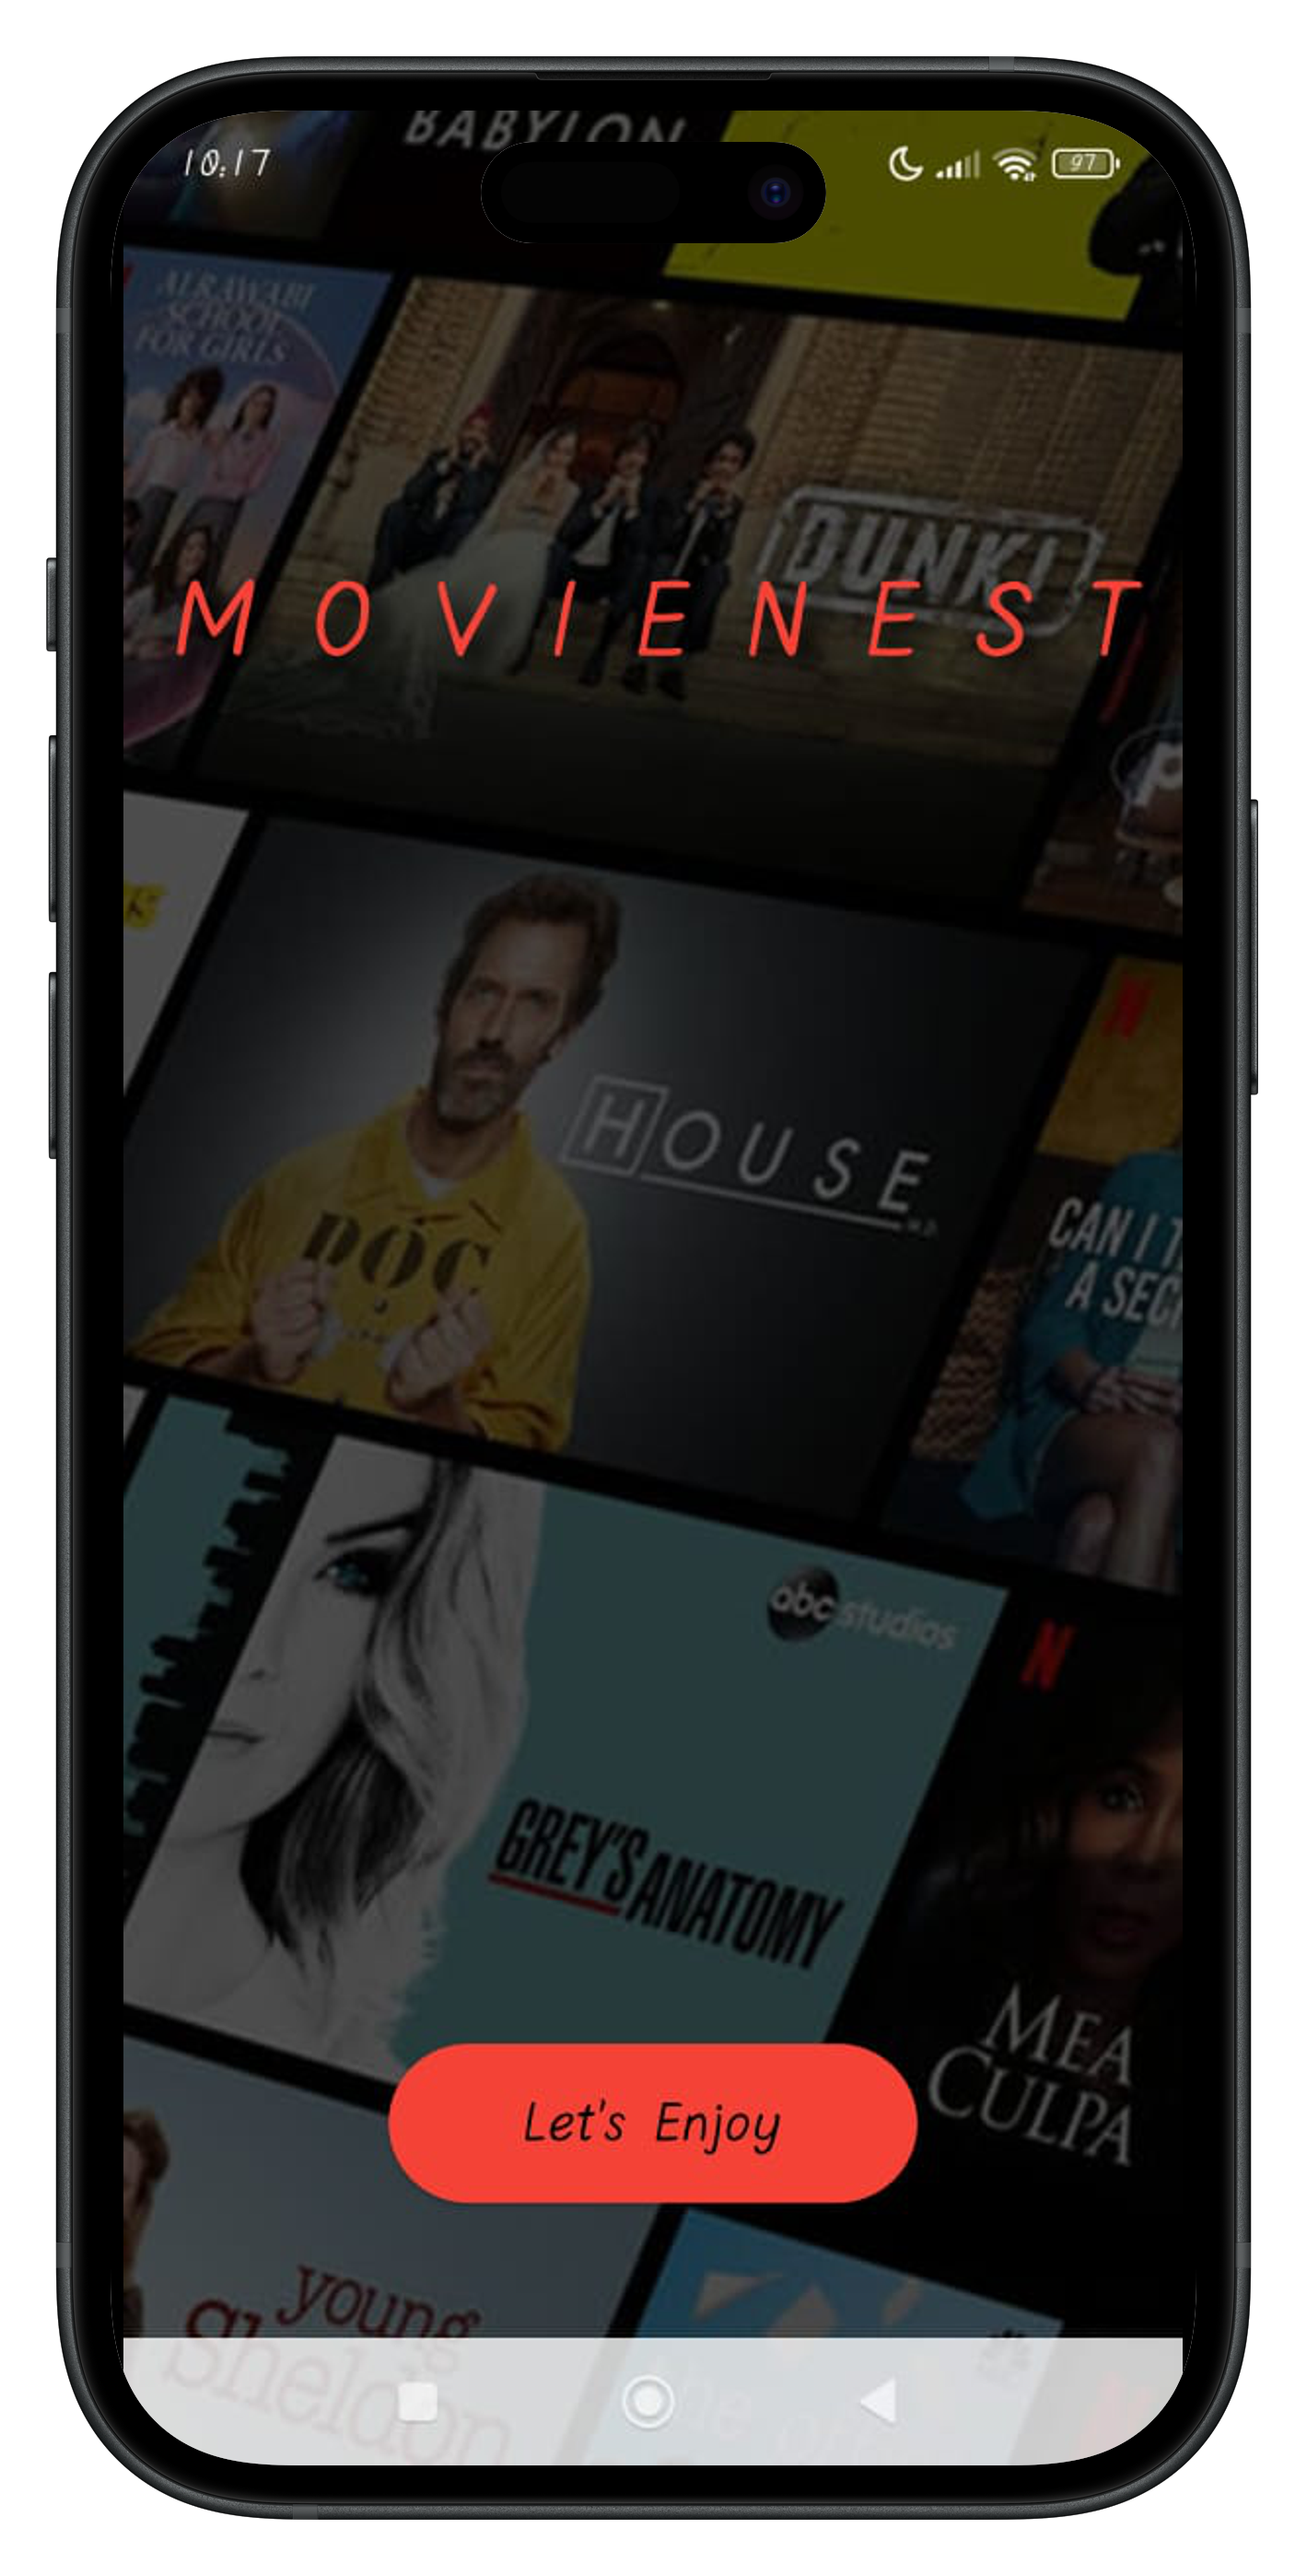 BABYLON
10:17
97
ALRAWABI
SCHOOL
FOR GIRLS
DUNKI
MOVIENEST
HOUSE
M.D.
DOC
N
CAN I T
A SEC
abc studios
N
GREY'S ANATOMY
MEA
CULPA
Let's Enjoy
young
Sheldon